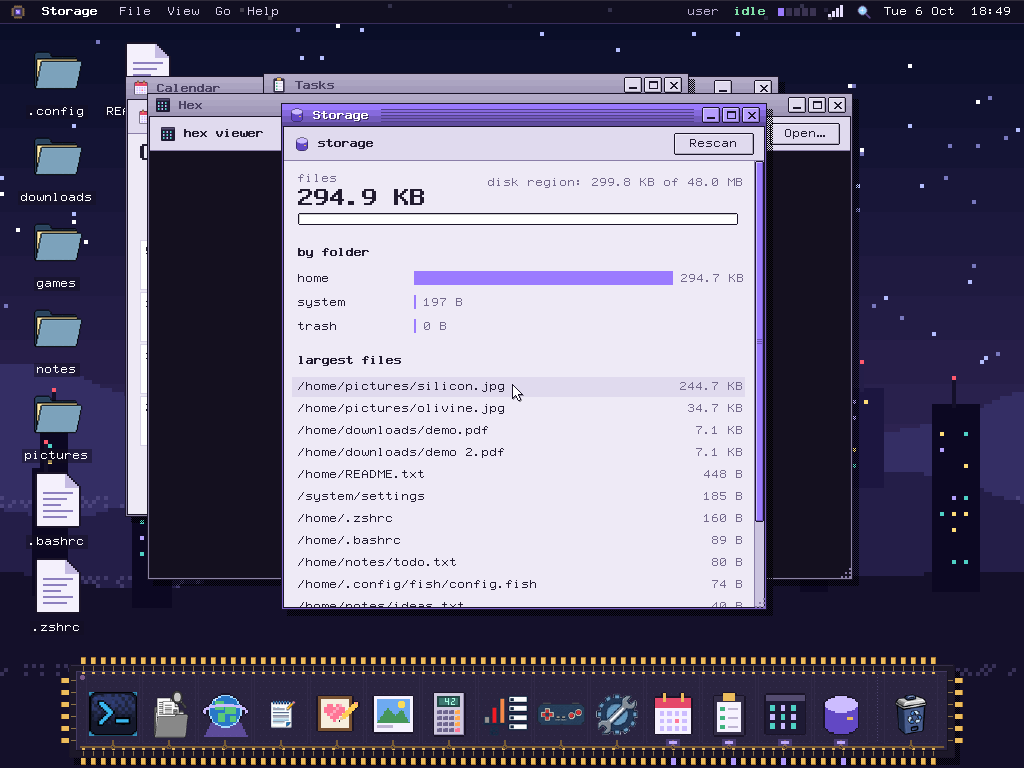 Storage File View Go Help user idle Tue 6 Oct 18:49
Calendar
Tasks
Hex
hex viewer
Open…
Storage
storage
Rescan
files
294.9 KB
disk region: 299.8 KB of 48.0 MB
by folder
home 294.7 KB
system 197 B
trash 0 B
largest files
/home/pictures/silicon.jpg 244.7 KB
/home/pictures/olivine.jpg 34.7 KB
/home/downloads/demo.pdf 7.1 KB
/home/downloads/demo 2.pdf 7.1 KB
/home/README.txt 448 B
/system/settings 185 B
/home/.zshrc 160 B
/home/.bashrc 89 B
/home/notes/todo.txt 80 B
/home/.config/fish/config.fish 74 B
/home/notes/ideas.txt 40 B
.config
downloads
games
notes
pictures
.bashrc
.zshrc
42